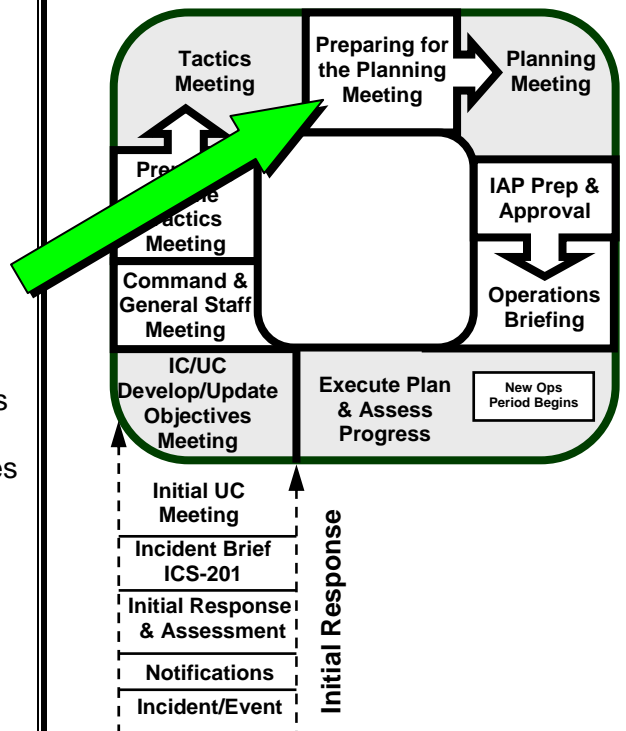 Tactics
Meeting
Preparing for
the Planning
Meeting
Planning
Meeting
Meeting
IAP Prep &
Approval
Command &
General Staff
Meeting
Operations
Briefing
IC/UC
Develop/Update
Objectives
Meeting
Execute Plan
& Assess
Progress
New Ops
Period Begins
Initial UC
Meeting
Incident Brief
ICS-201
Initial Response
& Assessment
Notifications
Incident/Event
Initial Response